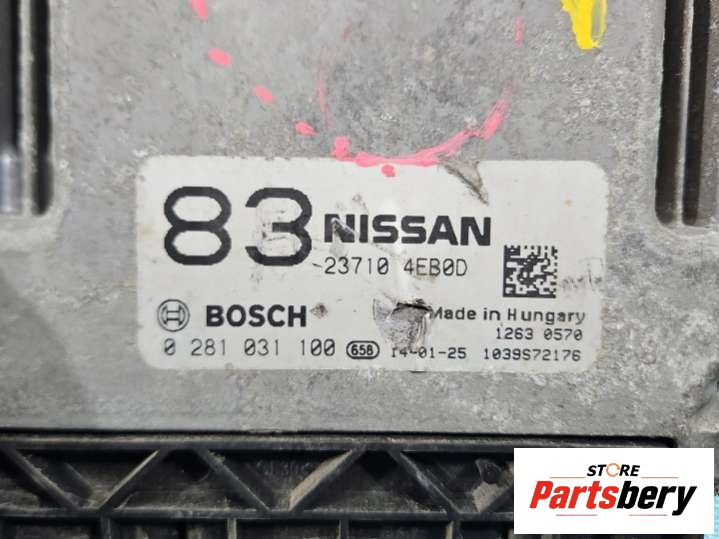 83 NISSAN
-23710 4EB0D
BOSCH Made in Hungary
1263 0570
0 281 031 100 658 14-01-25 1039S72176
STORE
Partsbery